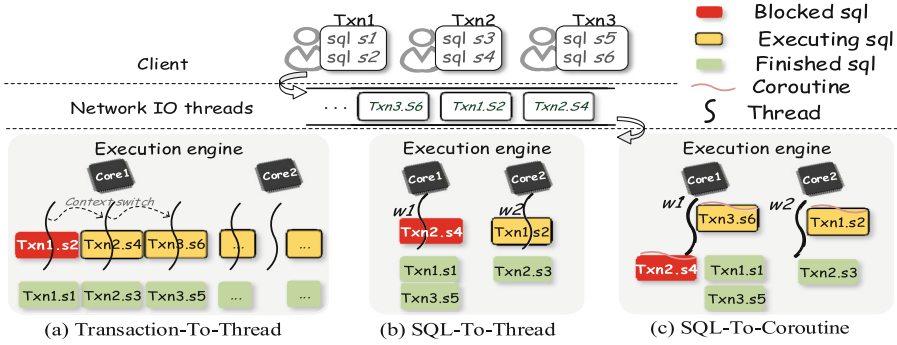 Txn1 Txn2 Txn3
sql s1 sql s3 sql s5
sql s2 sql s4 sql s6
Client
Blocked sql
Executing sql
Finished sql
Coroutine
Thread
Network IO threads
... Txn3.S6 Txn1.S2 Txn2.S4
Execution engine
Core1 Core2
Context switch
Txn1.s2 Txn2.s4 Txn3.s6 ... ...
Txn1.s1 Txn2.s3 Txn3.s5 ... ...
(a) Transaction-To-Thread
Execution engine
Core1 Core2
w1 w2
Txn2.s4 Txn1.s2
Txn1.s1 Txn2.s3
Txn3.s5
(b) SQL-To-Thread
Execution engine
Core1 Core2
w1 w2
Txn3.s6 Txn1.s2
Txn2.s4 Txn1.s1 Txn2.s3
Txn3.s5
(c) SQL-To-Coroutine